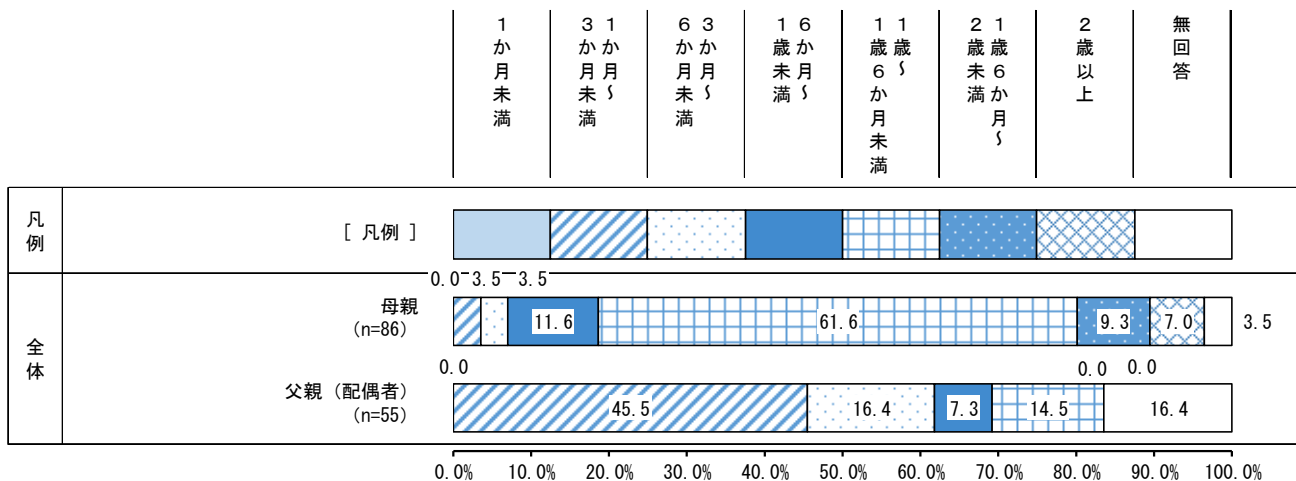 1か月未満
1か月～
3か月未満
3か月～
6か月未満
6か月～
1歳未満
1歳～
1歳6か月未満
1歳6か月～
2歳未満
2歳以上
無回答
凡例
[ 凡例 ]
0.0 3.5 3.5
全体
母親
(n=86)
11.6 61.6 9.3 7.0 3.5
0.0 0.0 0.0
父親（配偶者）
(n=55)
45.5 16.4 7.3 14.5 16.4
0.0% 10.0% 20.0% 30.0% 40.0% 50.0% 60.0% 70.0% 80.0% 90.0% 100.0%